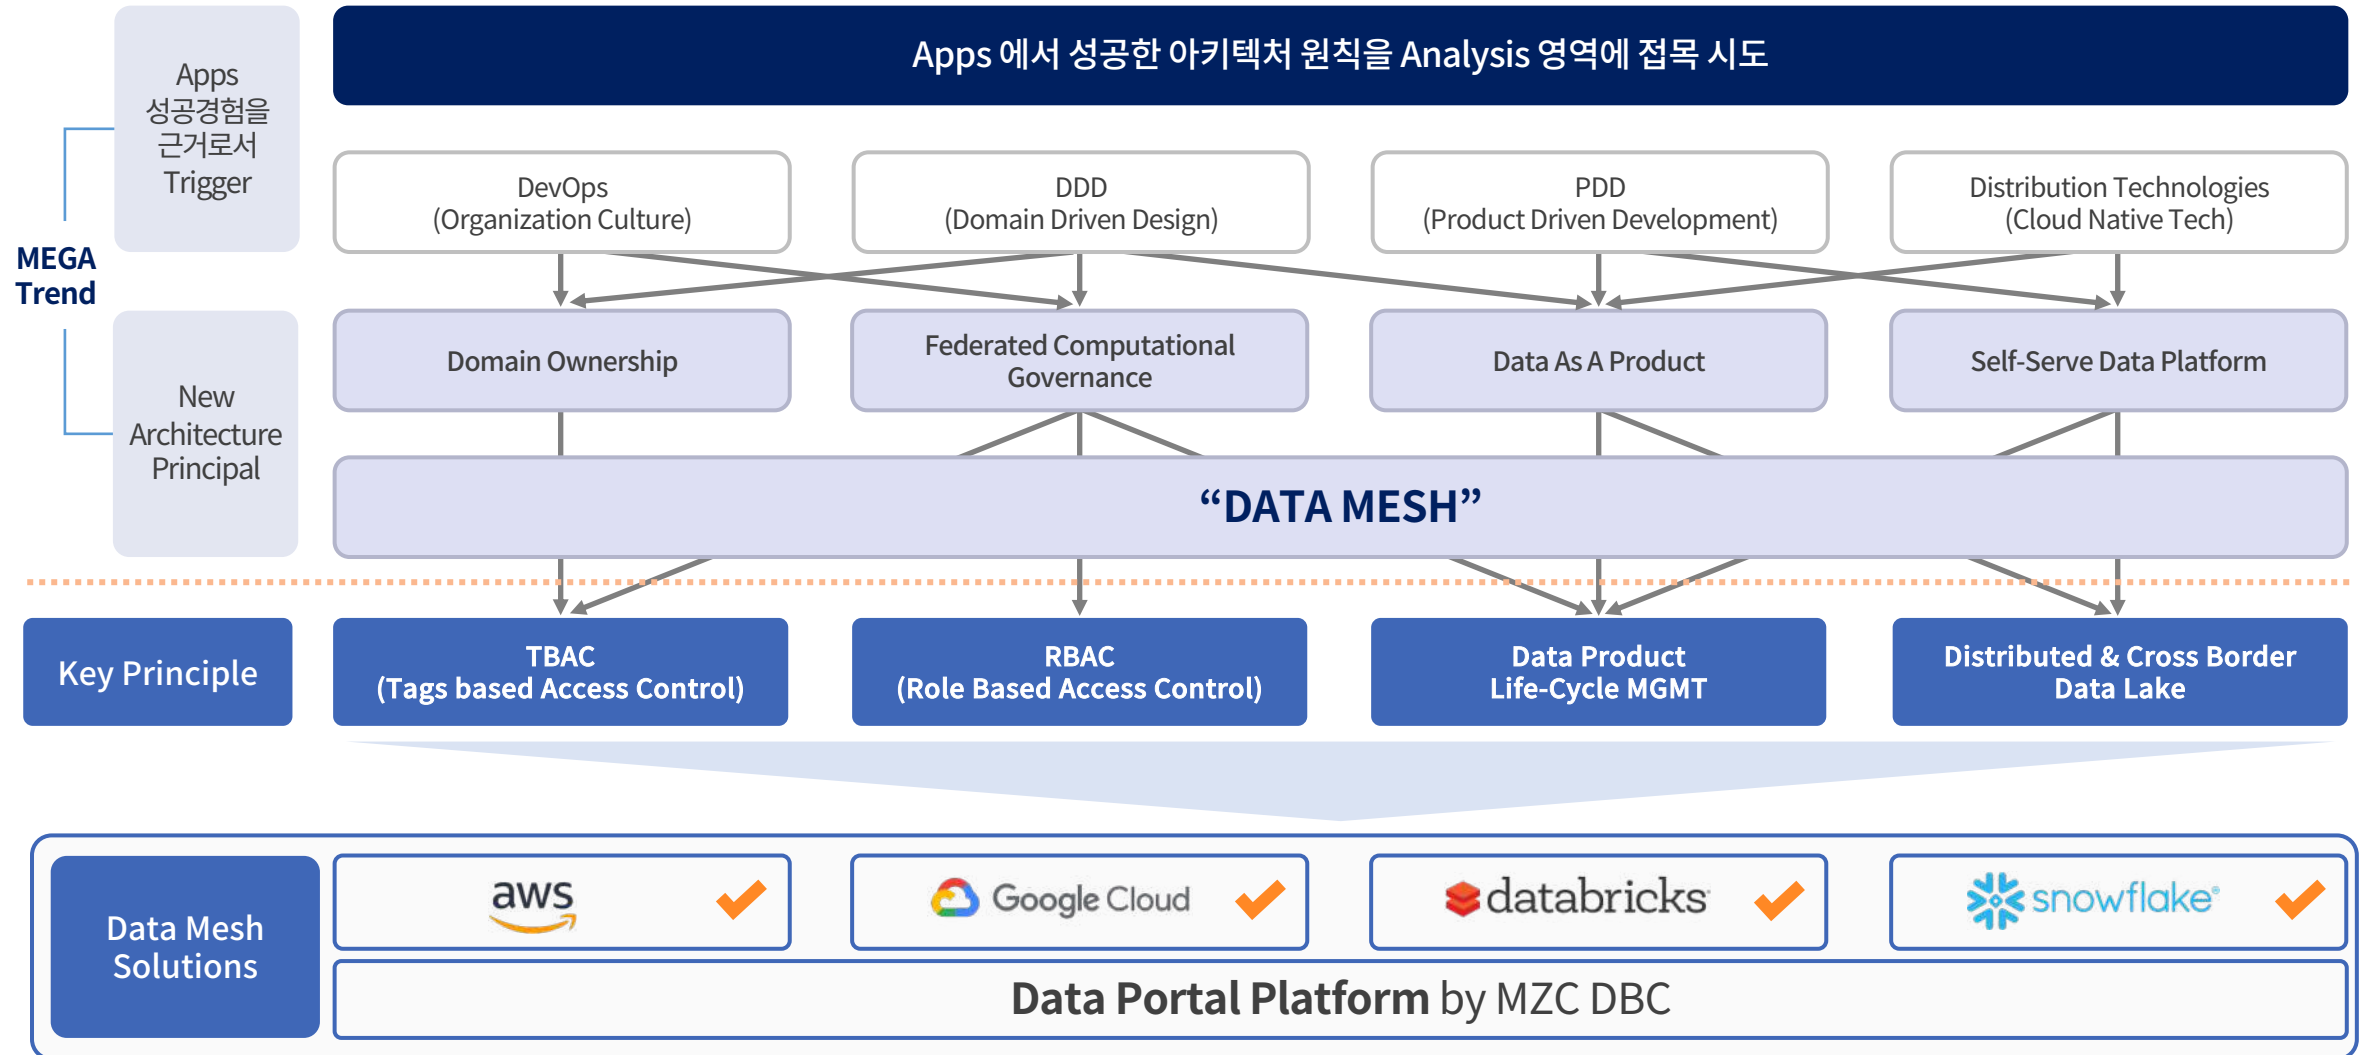 Apps
성공경험을
근거로서
Trigger
Apps 에서 성공한 아키텍처 원칙을 Analysis 영역에 접목 시도
MEGA
Trend
DevOps
(Organization Culture)
DDD
(Domain Driven Design)
PDD
(Product Driven Development)
Distribution Technologies
(Cloud Native Tech)
New
Architecture
Principal
Domain Ownership
Federated Computational
Governance
Data As A Product
Self-Serve Data Platform
“DATA MESH”
Key Principle
TBAC
(Tags based Access Control)
RBAC
(Role Based Access Control)
Data Product
Life-Cycle MGMT
Distributed & Cross Border
Data Lake
Data Mesh
Solutions
aws
Google Cloud
databricks
snowflake®
Data Portal Platform by MZC DBC